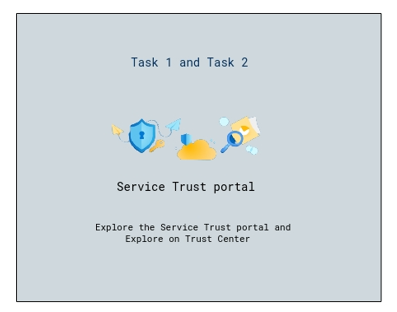 Task 1 and Task 2
Service Trust portal
Explore the Service Trust portal and
Explore on Trust Center